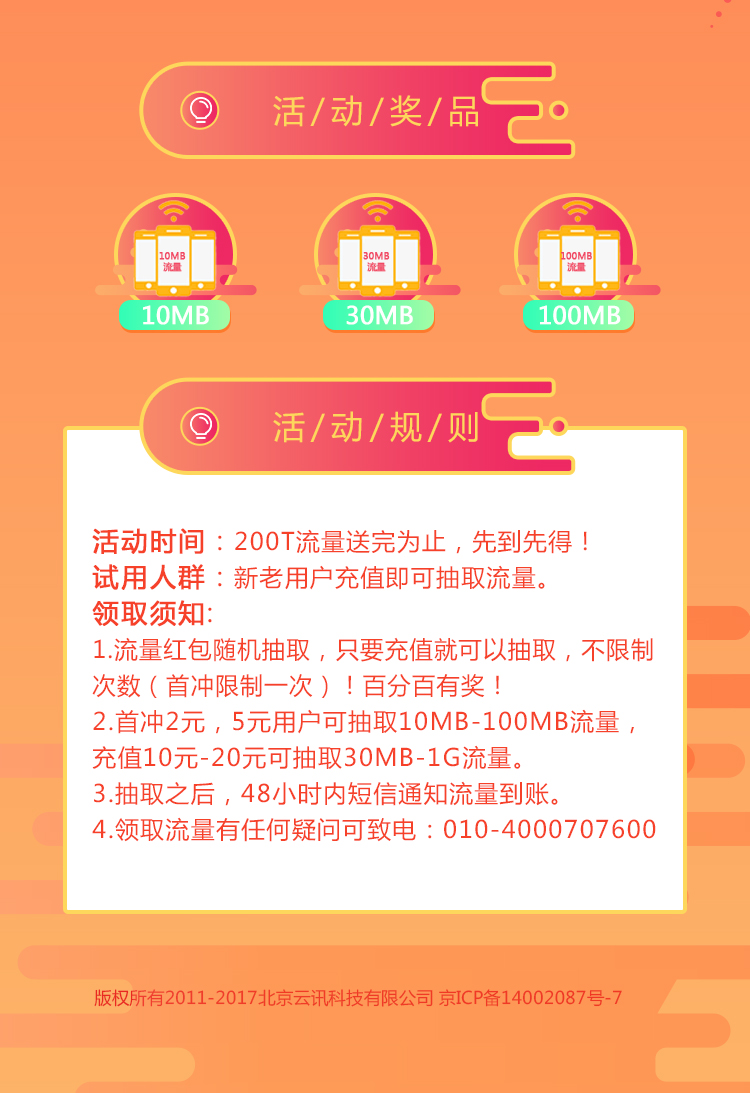 活/动/奖/品
10MB 30MB 100MB
流量 流量 流量
10MB 30MB 100MB
活/动/规/则
活动时间：200T流量送完为止，先到先得！
试用人群：新老用户充值即可抽取流量。
领取须知:
1.流量红包随机抽取，只要充值就可以抽取，不限制
次数（首冲限制一次）！百分百有奖！
2.首冲2元，5元用户可抽取10MB-100MB流量，
充值10元-20元可抽取30MB-1G流量。
3.抽取之后，48小时内短信通知流量到账。
4.领取流量有任何疑问可致电：010-4000707600
版权所有2011-2017北京云讯科技有限公司 京ICP备14002087号-7